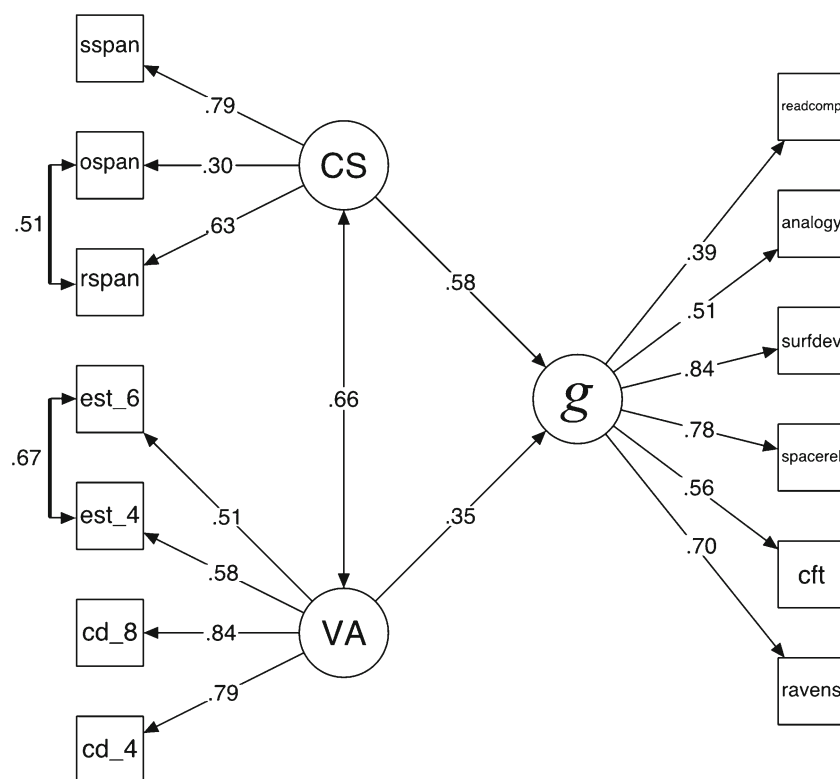 sspan
.79
ospan
.30
CS
.51
.63
rspan
.58
.66
est_6
.67
.51
est_4
.58
cd_8
.84
VA
.79
cd_4
.35
g
readcomp
.39
analogy
.51
surfdev
.84
.78
spacerel
.56
cft
.70
ravens